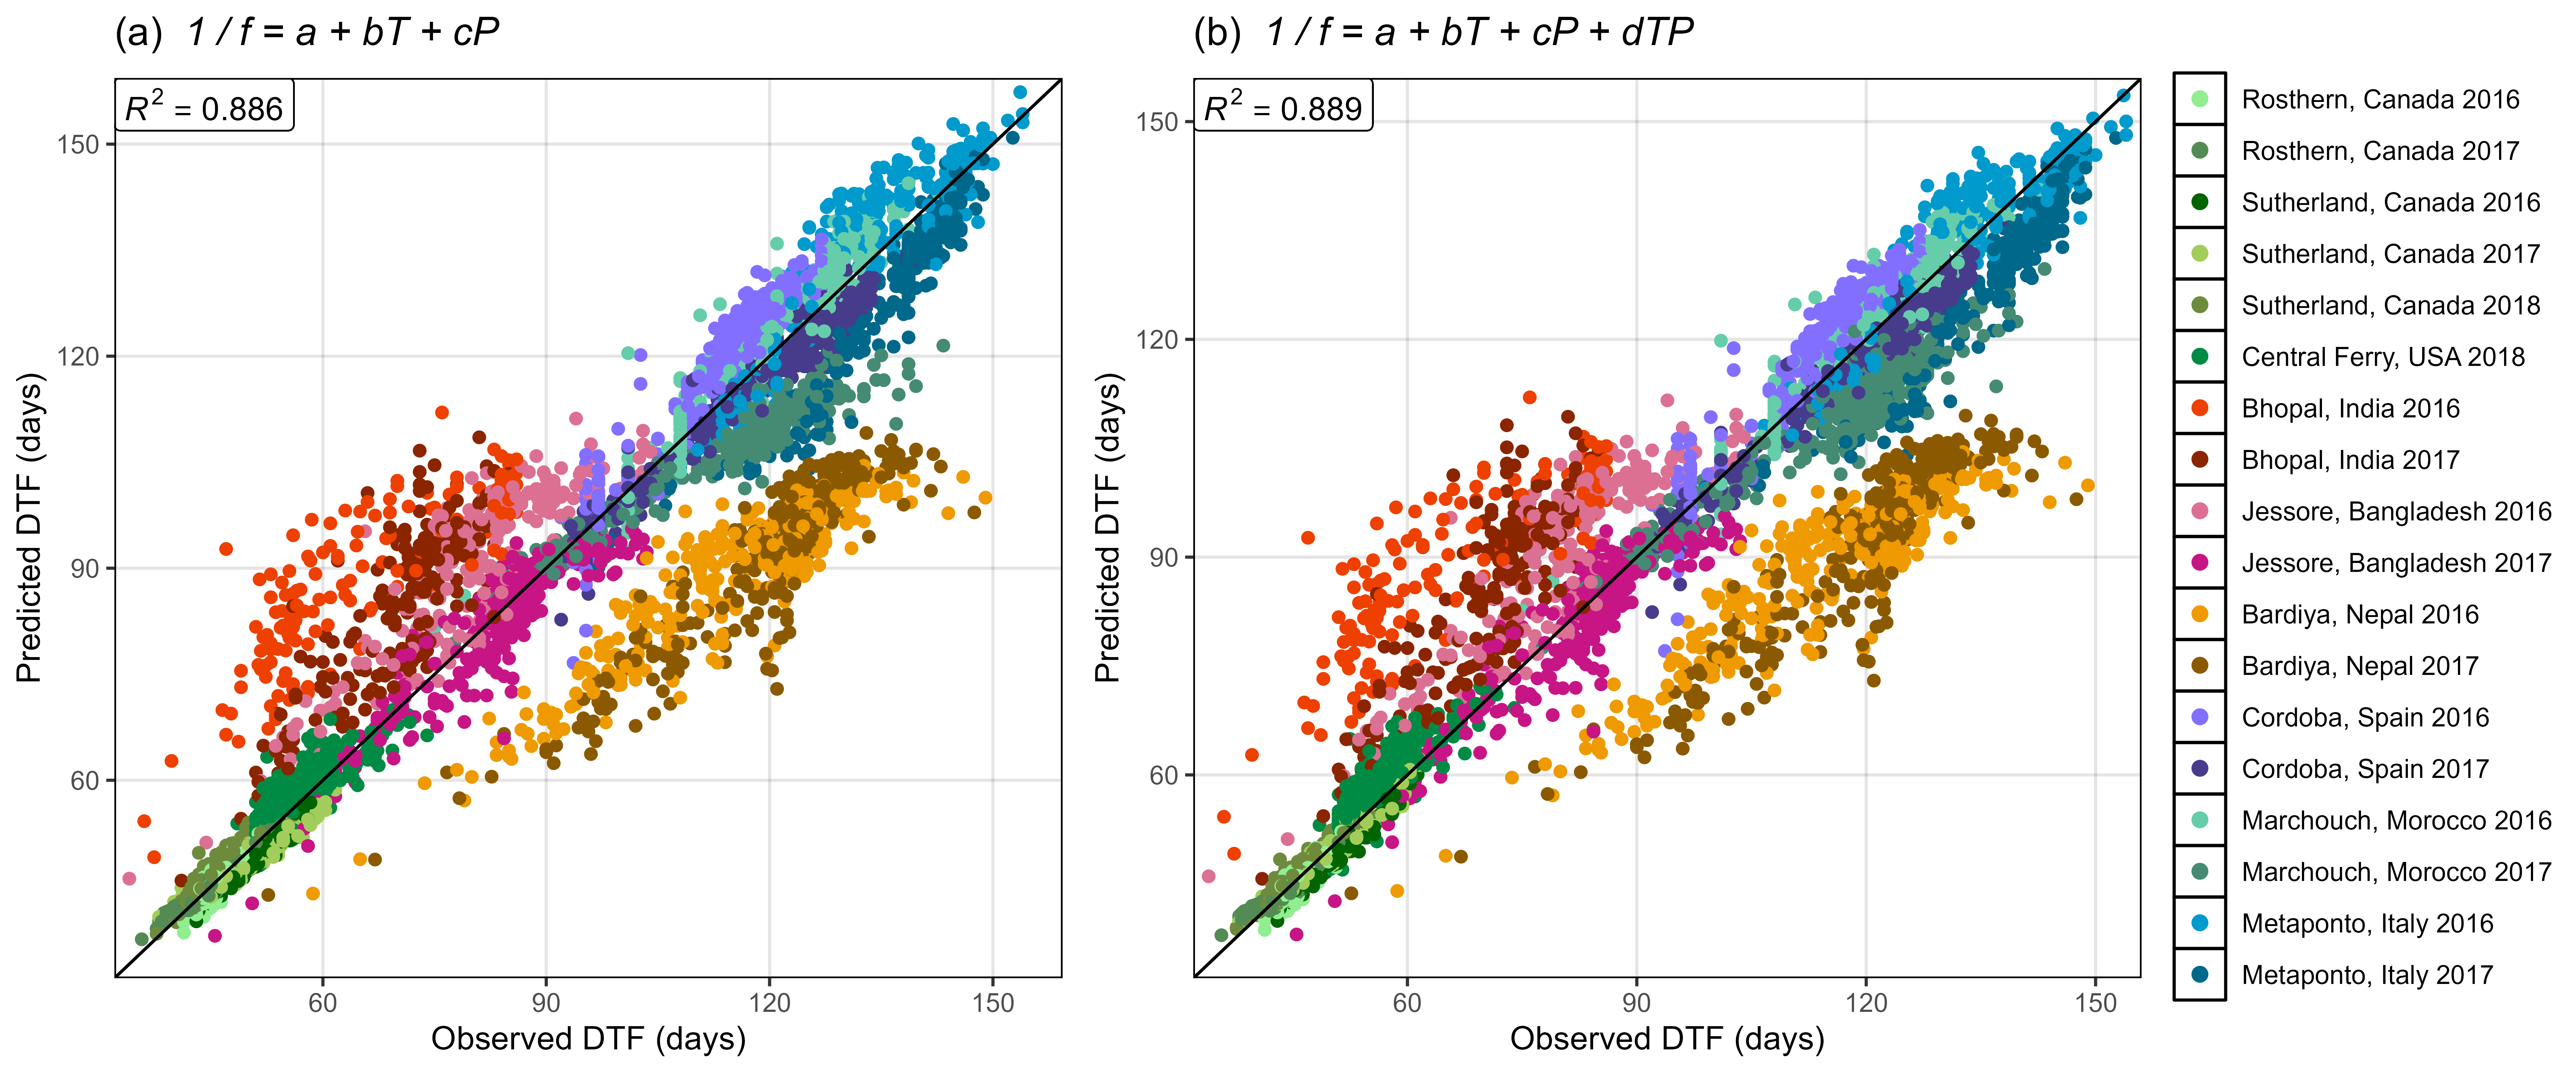 (a) 1 / f = a + bT + cP
R² = 0.886
150
120
90
60
60 90 120 150
Predicted DTF (days)
Observed DTF (days)
(b) 1 / f = a + bT + cP + dTP
R² = 0.889
150
120
90
60
60 90 120 150
Predicted DTF (days)
Observed DTF (days)
Rosthern, Canada 2016
Rosthern, Canada 2017
Sutherland, Canada 2016
Sutherland, Canada 2017
Sutherland, Canada 2018
Central Ferry, USA 2018
Bhopal, India 2016
Bhopal, India 2017
Jessore, Bangladesh 2016
Jessore, Bangladesh 2017
Bardiya, Nepal 2016
Bardiya, Nepal 2017
Cordoba, Spain 2016
Cordoba, Spain 2017
Marchouch, Morocco 2016
Marchouch, Morocco 2017
Metaponto, Italy 2016
Metaponto, Italy 2017